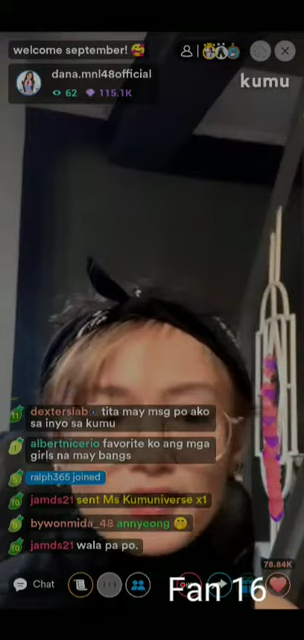 welcome september! 🥰
dana.mnl48official
62 115.1K
kumu
dextersiab: tita may msg po ako
sa inyo sa kumu
albertnicerio favorite ko ang mga
girls na may bangs
ralph365 joined
jamds21 sent Ms Kumuniverse x1
bywonmida_48 annyeong 🤭
jamds21 wala pa po.
78.84K
Chat
Fan 16